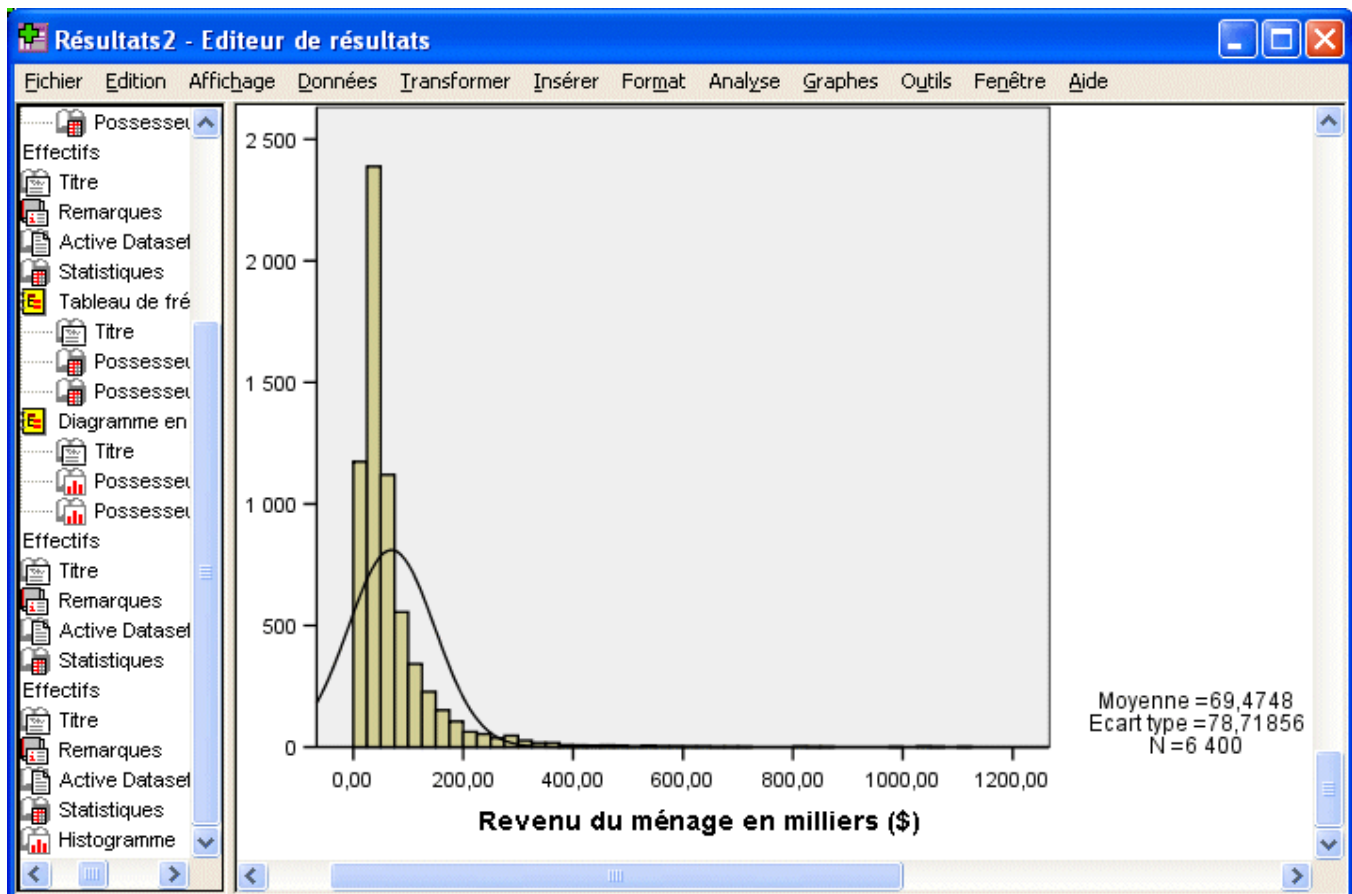 Résultats2 - Editeur de résultats
Fichier Edition Affichage Données Transformer Insérer Format Analyse Graphes Outils Fenêtre Aide
Possesseu
Effectifs
Titre
Remarques
Active Dataset
Statistiques
Tableau de fré
Titre
Possesseu
Possesseu
Diagramme en
Titre
Possesseu
Possesseu
Effectifs
Titre
Remarques
Active Dataset
Statistiques
Effectifs
Titre
Remarques
Active Dataset
Statistiques
Histogramme
2 500
2 000
1 500
1 000
500
0
0,00 200,00 400,00 600,00 800,00 1000,00 1200,00
Revenu du ménage en milliers ($)
Moyenne =69,4748
Ecart type =78,71856
N =6 400